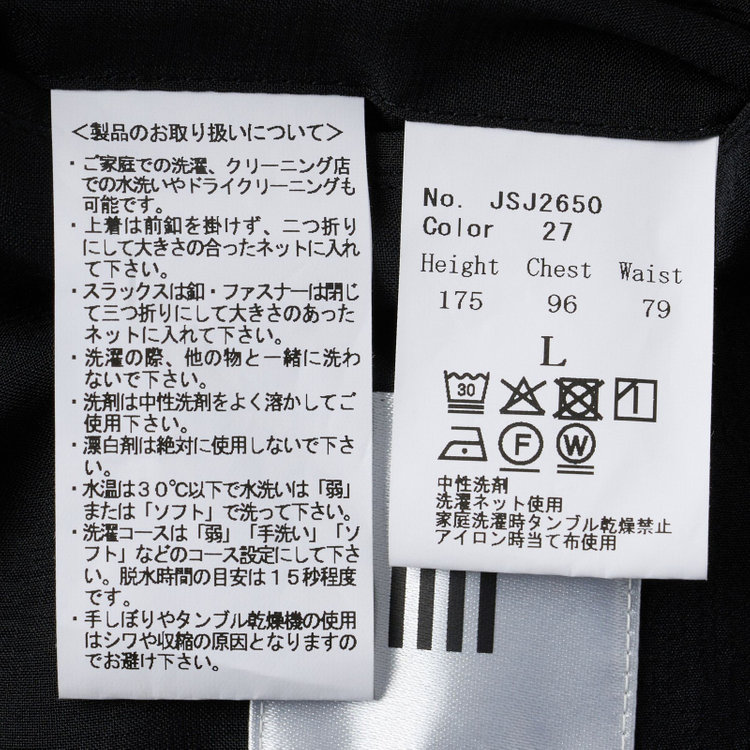 <製品のお取り扱いについて>
・ご家庭での洗濯、クリーニング店
での水洗いやドライクリーニングも
可能です。
・上着は前釦を掛けず、二つ折り
にして大きさの合ったネットに入れ
て下さい。
・スラックスは釦・ファスナーは閉じ
て三つ折りにして大きさのあった
ネットに入れて下さい。
・洗濯の際、他の物と一緒に洗わ
ないで下さい。
・洗剤は中性洗剤をよく溶かしてご
使用下さい。
・漂白剤は絶対に使用しないで下さ
い。
・水温は30℃以下で水洗いは「弱」
または「ソフト」で洗って下さい。
・洗濯コースは「弱」「手洗い」「ソ
フト」などのコース設定にして下さ
い。脱水時間の目安は15秒程度
です。
・手しぼりやタンブル乾燥機の使用
はシワや収縮の原因となりますの
でお避け下さい。
No. JSJ2650
Color 27
Height Chest Waist
175 96 79
L
30
F W
中性洗剤
洗濯ネット使用
家庭洗濯時タンブル乾燥禁止
アイロン時当て布使用